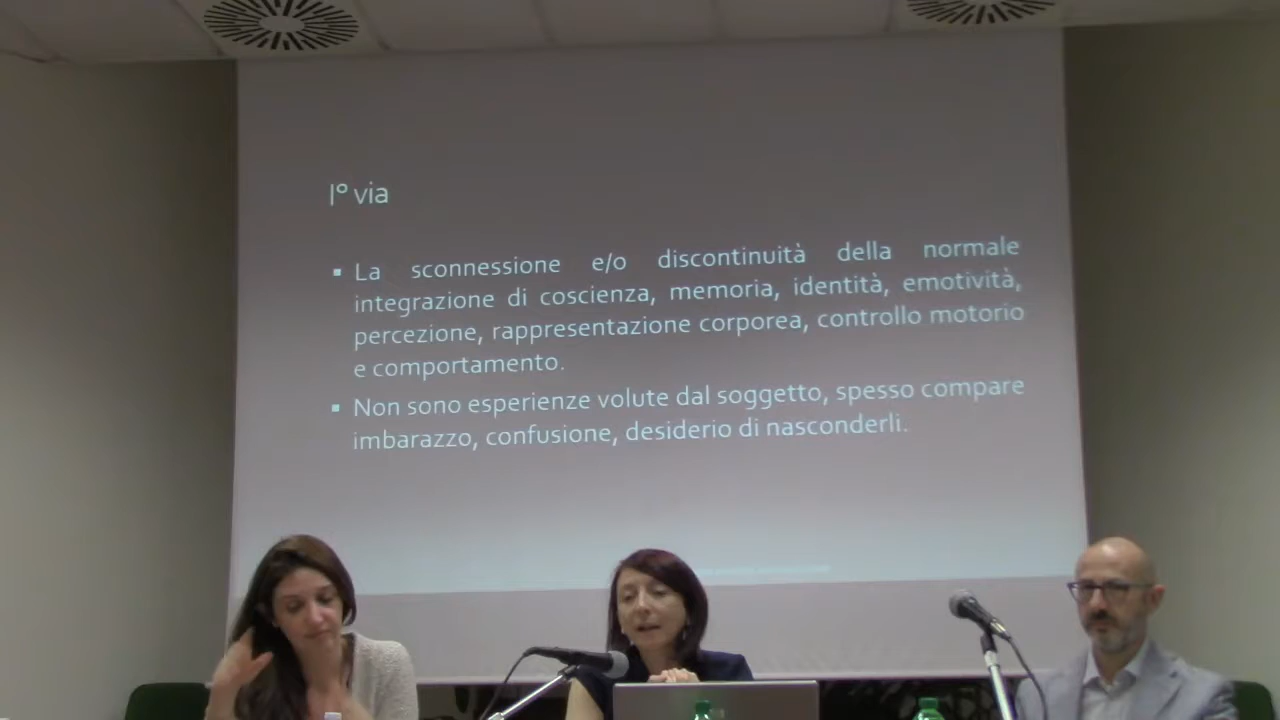 I° via
▪ La sconnessione e/o discontinuità della normale
integrazione di coscienza, memoria, identità, emotività,
percezione, rappresentazione corporea, controllo motorio
e comportamento.
▪ Non sono esperienze volute dal soggetto, spesso compare
imbarazzo, confusione, desiderio di nasconderli.